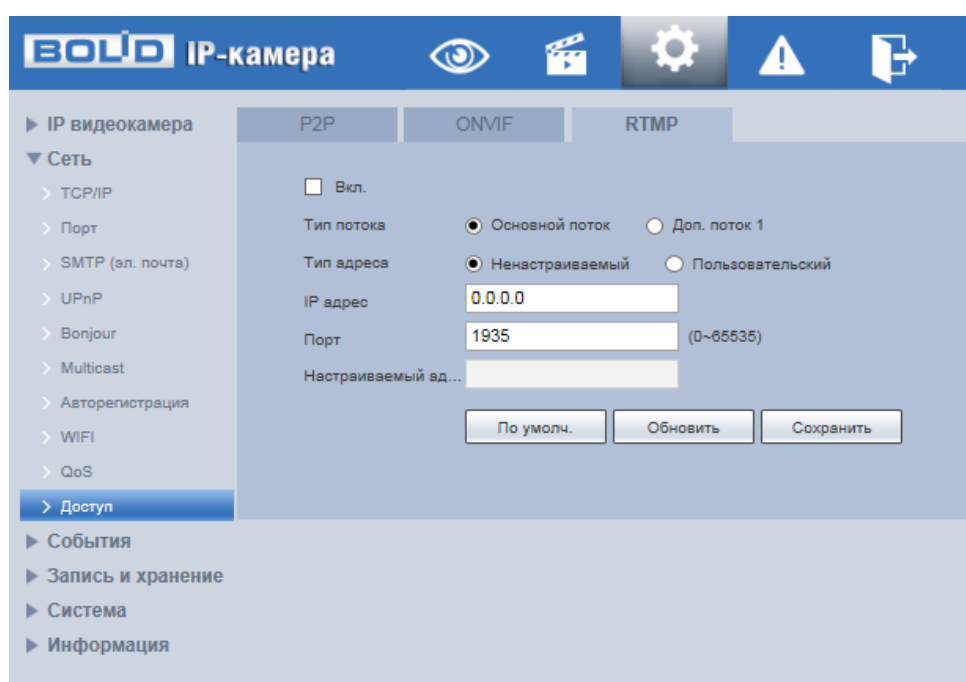 BOLID IP-камера
IP видеокамера
Сеть
TCP/IP
Порт
SMTP (эл. почта)
UPnP
Bonjour
Multicast
Авторегистрация
WIFI
QoS
Доступ
События
Запись и хранение
Система
Информация
P2P ONVIF RTMP
Вкл.
Тип потока Основной поток Доп. поток 1
Тип адреса Ненастраиваемый Пользовательский
IP адрес 0.0.0.0
Порт 1935 (0~65535)
Настраиваемый ад...
По умолч. Обновить Сохранить